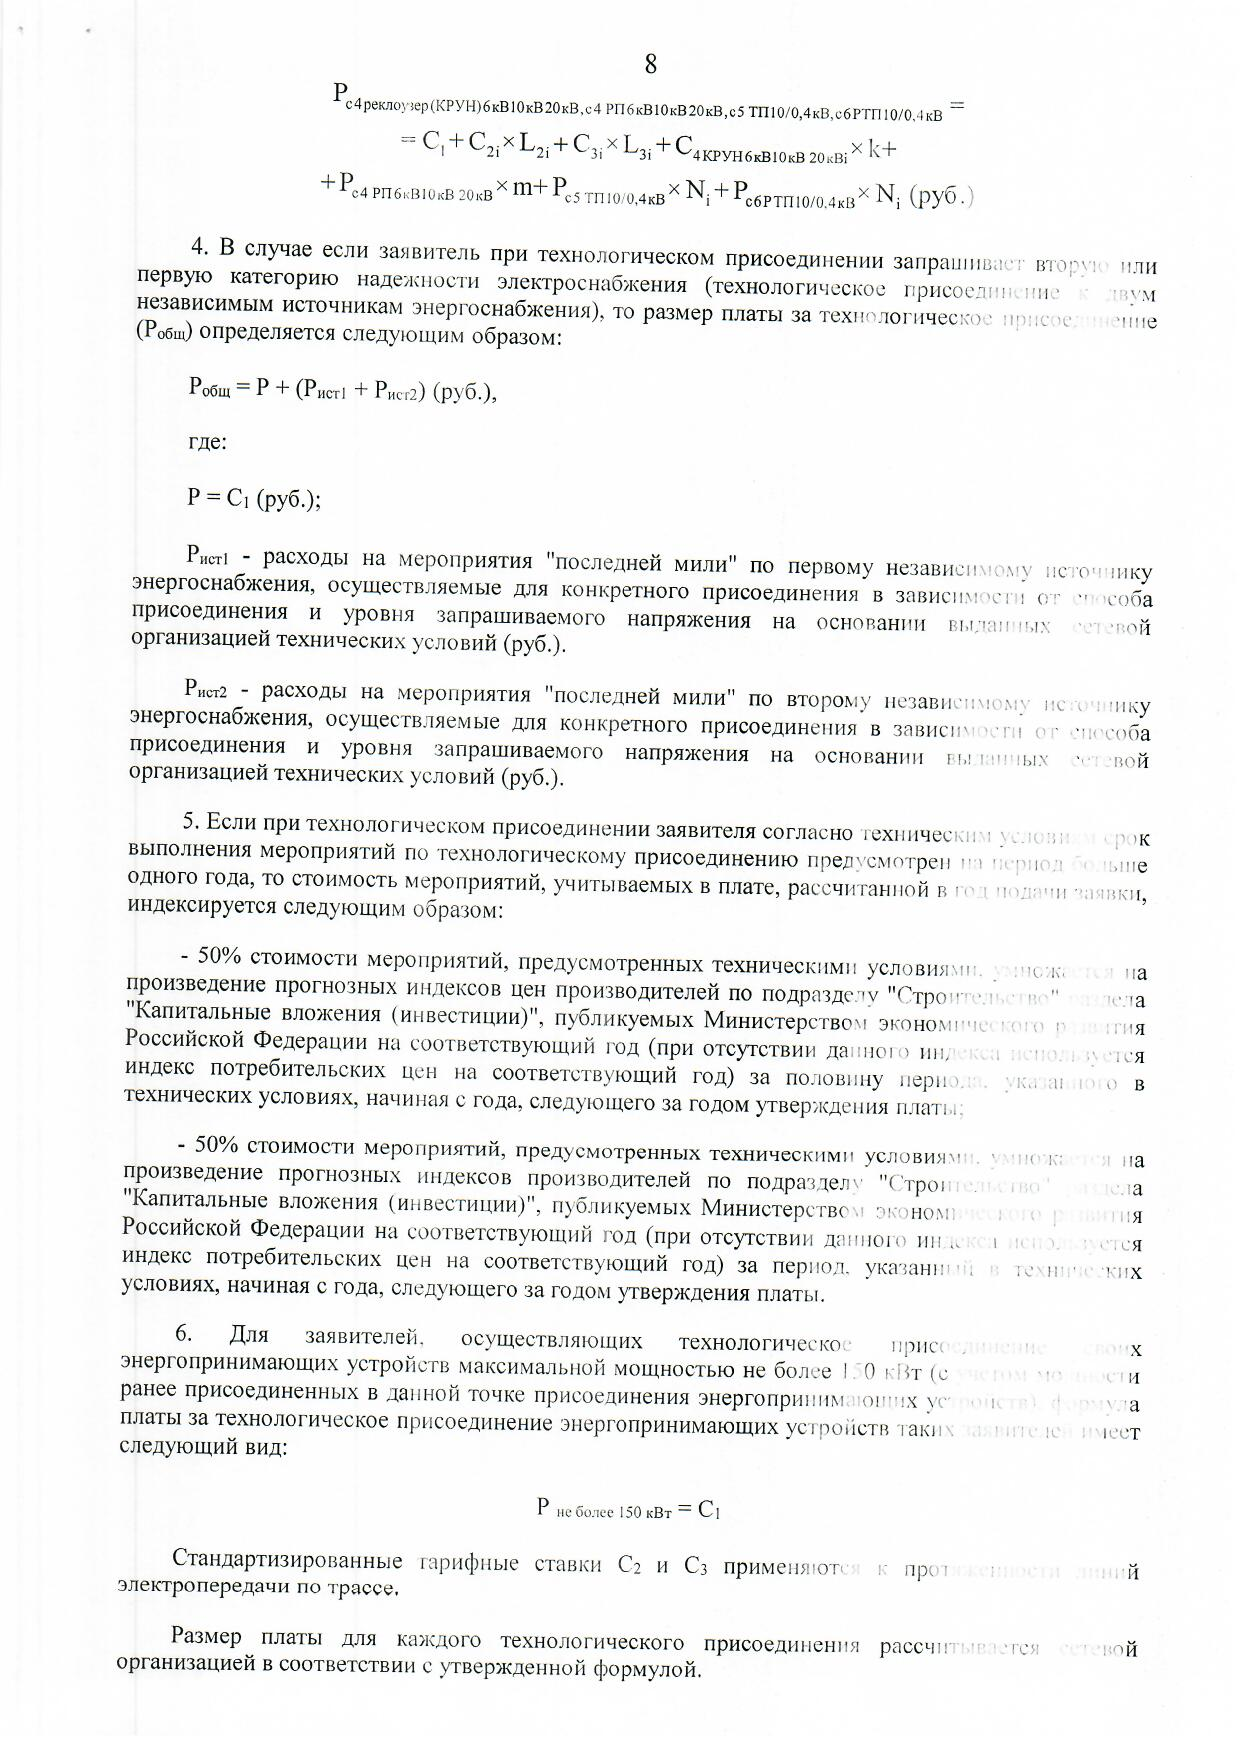 8
Pс4реклоузер(КРУН)6кВ10кВ20кВ,с4 РП6кВ10кВ20кВ,с5 ТП10/0,4кВ,с6РТП10/0,4кВ =
= C1 + C2i × L2i + C3i × L3i + C4КРУН6кВ10кВ 20кВi × k+
+Pс4 РП6кВ10кВ 20кВ × m+ Pс5 ТП10/0,4кВ × Ni + Pс6РТП10/0,4кВ × Ni (руб.)
4. В случае если заявитель при технологическом присоединении запрашивает вторую или
первую категорию надежности электроснабжения (технологическое присоединение к двум
независимым источникам энергоснабжения), то размер платы за технологическое присоединение
(Робщ) определяется следующим образом:
Робщ = Р + (Рист1 + Рист2) (руб.),
где:
Р = С1 (руб.);
Рист1 - расходы на мероприятия "последней мили" по первому независимому источнику
энергоснабжения, осуществляемые для конкретного присоединения в зависимости от способа
присоединения и уровня запрашиваемого напряжения на основании выданных сетевой
организацией технических условий (руб.).
Рист2 - расходы на мероприятия "последней мили" по второму независимому источнику
энергоснабжения, осуществляемые для конкретного присоединения в зависимости от способа
присоединения и уровня запрашиваемого напряжения на основании выданных сетевой
организацией технических условий (руб.).
5. Если при технологическом присоединении заявителя согласно техническим условиям срок
выполнения мероприятий по технологическому присоединению предусмотрен на период больше
одного года, то стоимость мероприятий, учитываемых в плате, рассчитанной в год подачи заявки,
индексируется следующим образом:
- 50% стоимости мероприятий, предусмотренных техническими условиями, умножается на
произведение прогнозных индексов цен производителей по подразделу "Строительство" раздела
"Капитальные вложения (инвестиции)", публикуемых Министерством экономического развития
Российской Федерации на соответствующий год (при отсутствии данного индекса используется
индекс потребительских цен на соответствующий год) за половину периода, указанного в
технических условиях, начиная с года, следующего за годом утверждения платы;
- 50% стоимости мероприятий, предусмотренных техническими условиями, умножается на
произведение прогнозных индексов производителей по подразделу "Строительство" раздела
"Капитальные вложения (инвестиции)", публикуемых Министерством экономического развития
Российской Федерации на соответствующий год (при отсутствии данного индекса используется
индекс потребительских цен на соответствующий год) за период, указанный в технических
условиях, начиная с года, следующего за годом утверждения платы.
6. Для заявителей, осуществляющих технологическое присоединение своих
энергопринимающих устройств максимальной мощностью не более 150 кВт (с учетом мощности
ранее присоединенных в данной точке присоединения энергопринимающих устройств), формула
платы за технологическое присоединение энергопринимающих устройств таких заявителей имеет
следующий вид:
Р не более 150 кВт = С1
Стандартизированные тарифные ставки С2 и С3 применяются к протяженности линий
электропередачи по трассе.
Размер платы для каждого технологического присоединения рассчитывается сетевой
организацией в соответствии с утвержденной формулой.